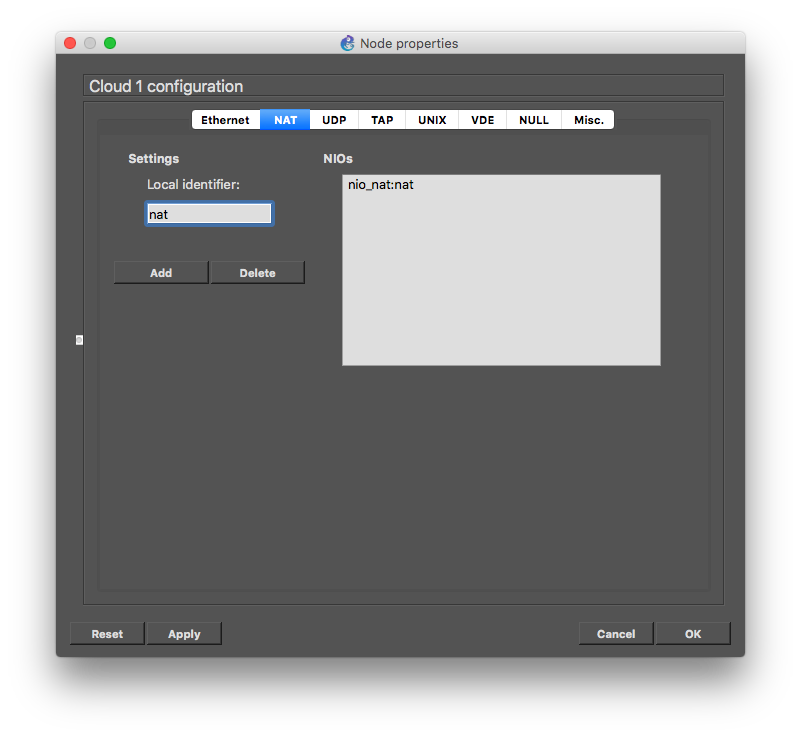 Node properties
Cloud 1 configuration
Ethernet NAT UDP TAP UNIX VDE NULL Misc.
Settings
Local identifier:
nat
Add Delete
NIOs
nio_nat:nat
Reset Apply Cancel OK